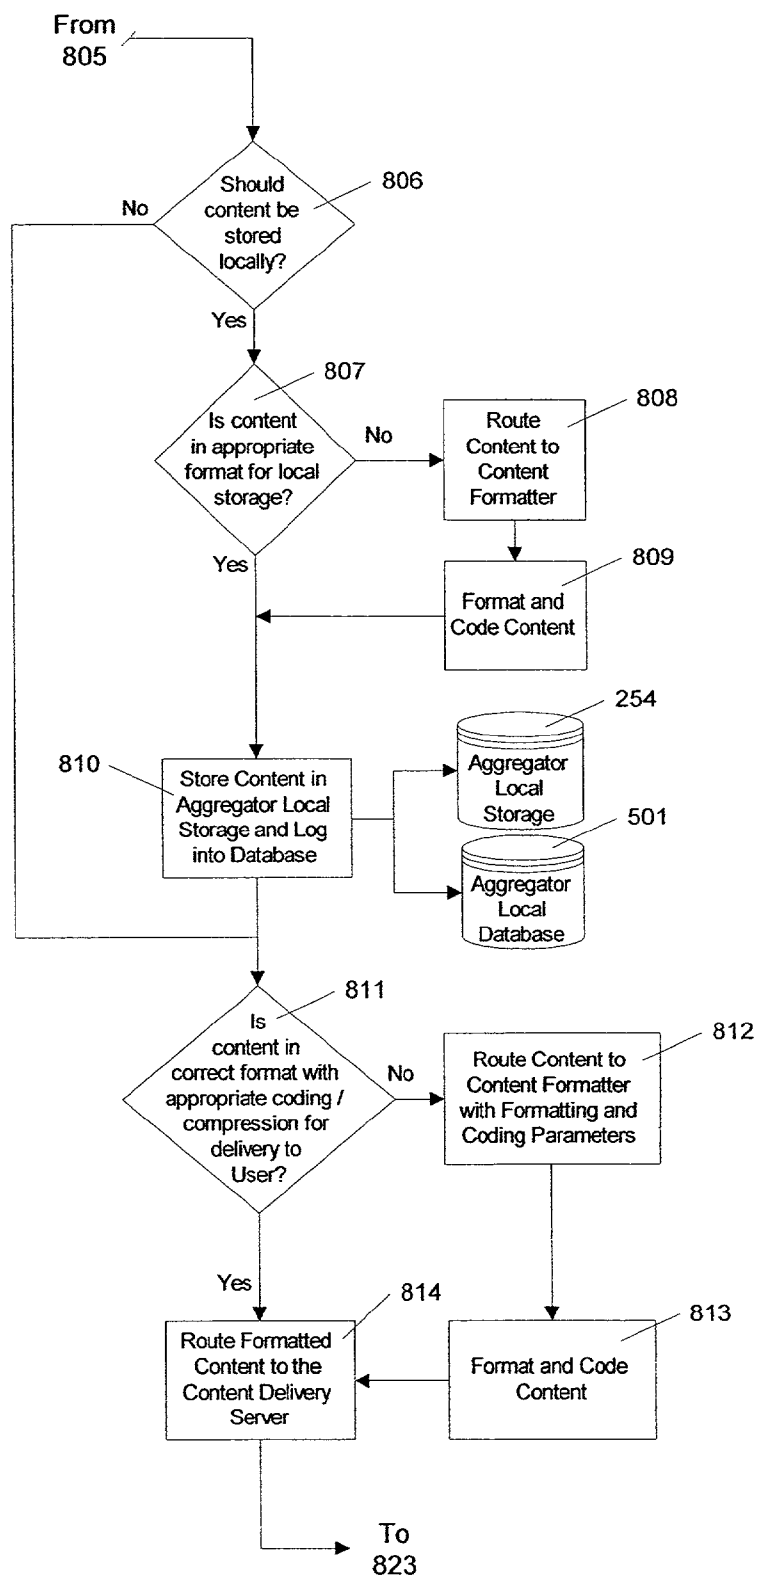 From
805
806
Should
content be
stored
locally?
No
Yes
807
Is content
in appropriate
format for local
storage?
No
808
Route
Content to
Content
Formatter
Yes
809
Format and
Code Content
254
Aggregator
Local
Storage
810
Store Content in
Aggregator Local
Storage and Log
into Database
501
Aggregator
Local
Database
811
Is
content in
correct format with
appropriate coding /
compression for
delivery to
User?
No
812
Route Content to
Content Formatter
with Formatting and
Coding Parameters
Yes
814
Route Formatted
Content to the
Content Delivery
Server
813
Format and Code
Content
To
823